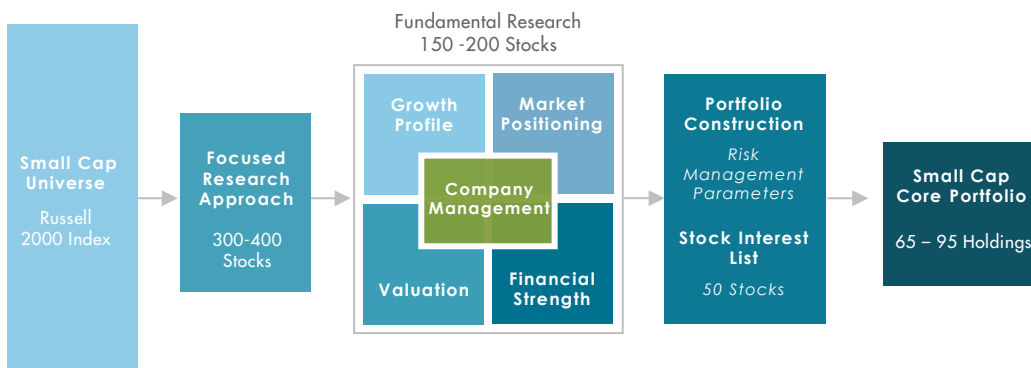 Small Cap
Universe
Russell
2000 Index
Focused
Research
Approach
300-400
Stocks
Fundamental Research
150 -200 Stocks
Growth
Profile
Market
Positioning
Company
Management
Valuation
Financial
Strength
Portfolio
Construction
Risk
Management
Parameters
Stock Interest
List
50 Stocks
Small Cap
Core Portfolio
65 – 95 Holdings